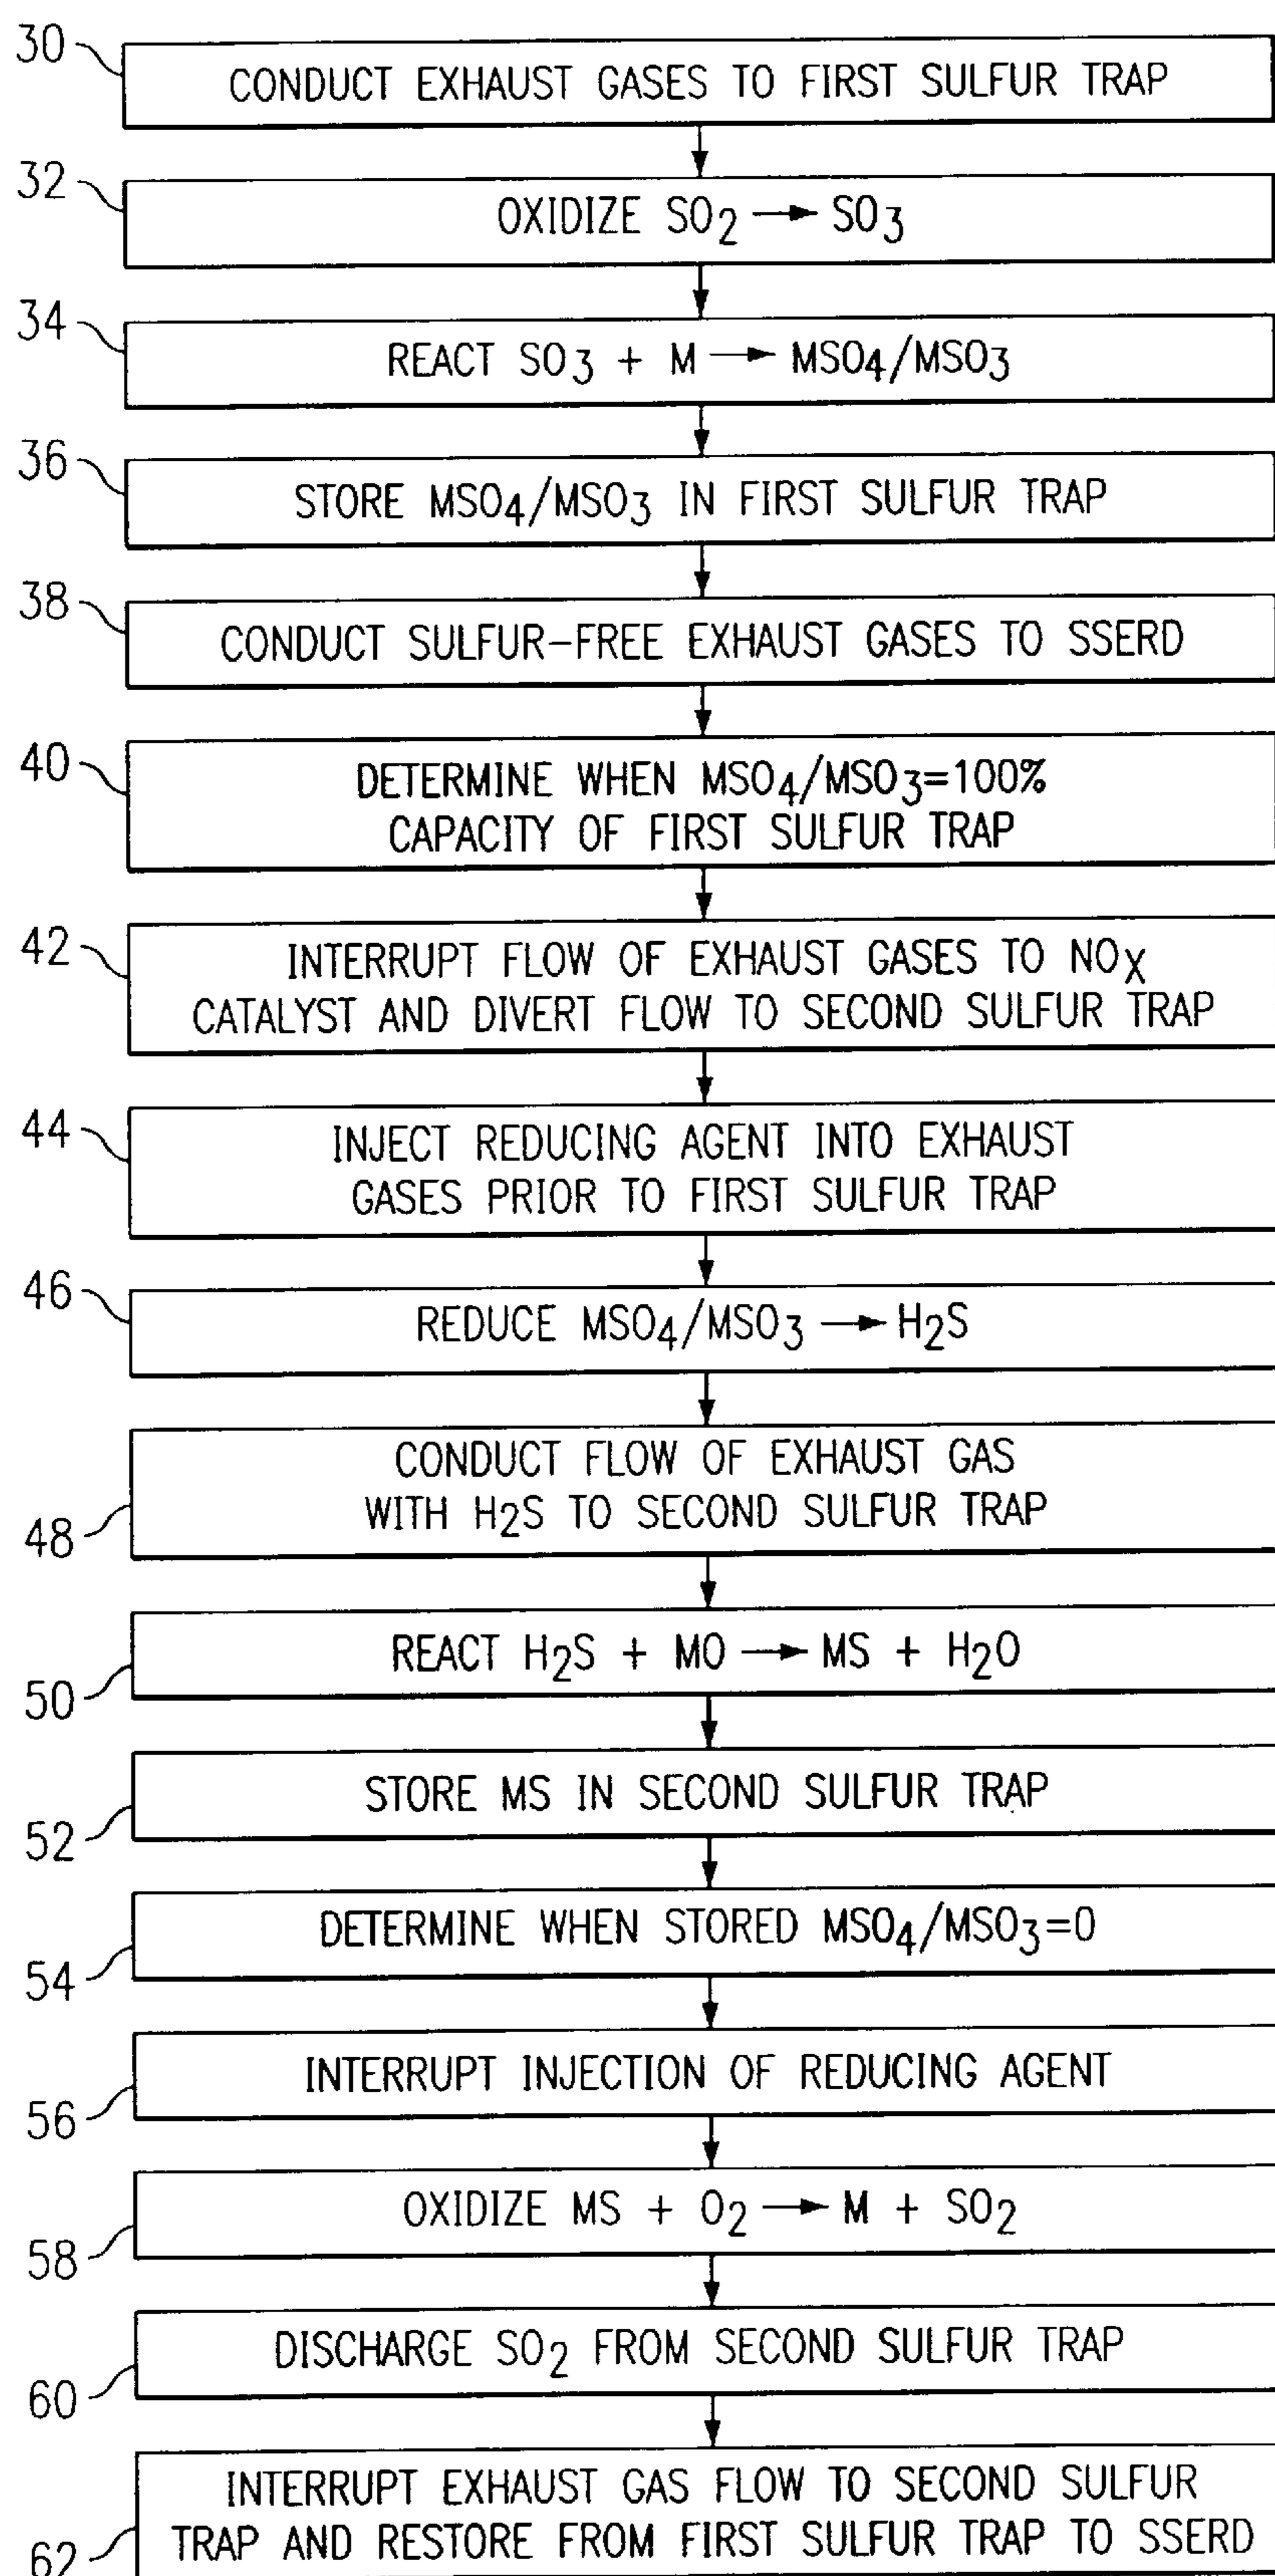 30
CONDUCT EXHAUST GASES TO FIRST SULFUR TRAP
32
OXIDIZE SO2 → SO3
34
REACT SO3 + M → MSO4/MSO3
36
STORE MSO4/MSO3 IN FIRST SULFUR TRAP
38
CONDUCT SULFUR-FREE EXHAUST GASES TO SSERD
40
DETERMINE WHEN MSO4/MSO3=100%
CAPACITY OF FIRST SULFUR TRAP
42
INTERRUPT FLOW OF EXHAUST GASES TO NOX
CATALYST AND DIVERT FLOW TO SECOND SULFUR TRAP
44
INJECT REDUCING AGENT INTO EXHAUST
GASES PRIOR TO FIRST SULFUR TRAP
46
REDUCE MSO4/MSO3 → H2S
48
CONDUCT FLOW OF EXHAUST GAS
WITH H2S TO SECOND SULFUR TRAP
50
REACT H2S + MO → MS + H2O
52
STORE MS IN SECOND SULFUR TRAP
54
DETERMINE WHEN STORED MSO4/MSO3=0
56
INTERRUPT INJECTION OF REDUCING AGENT
58
OXIDIZE MS + O2 → M + SO2
60
DISCHARGE SO2 FROM SECOND SULFUR TRAP
62
INTERRUPT EXHAUST GAS FLOW TO SECOND SULFUR
TRAP AND RESTORE FROM FIRST SULFUR TRAP TO SSERD